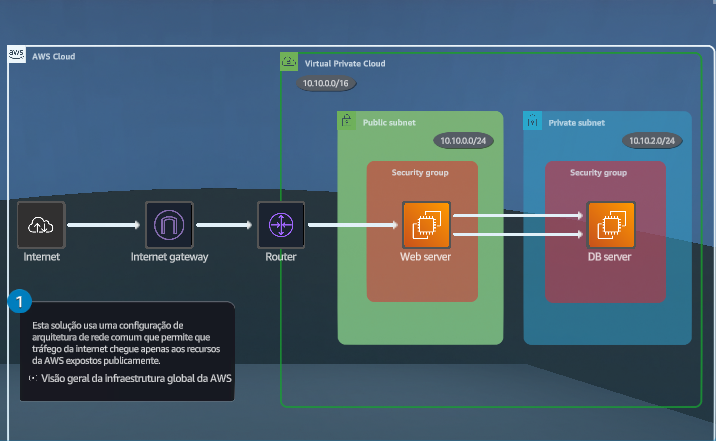 aws
AWS Cloud
Virtual Private Cloud
10.10.0.0/16
Public subnet
10.10.0.0/24
Private subnet
10.10.2.0/24
Security group
Security group
Internet
Internet gateway
Router
Web server
DB server
1
Esta solução usa uma configuração de
arquitetura de rede comum que permite que
tráfego da internet chegue apenas aos recursos
da AWS expostos publicamente.
Visão geral da infraestrutura global da AWS